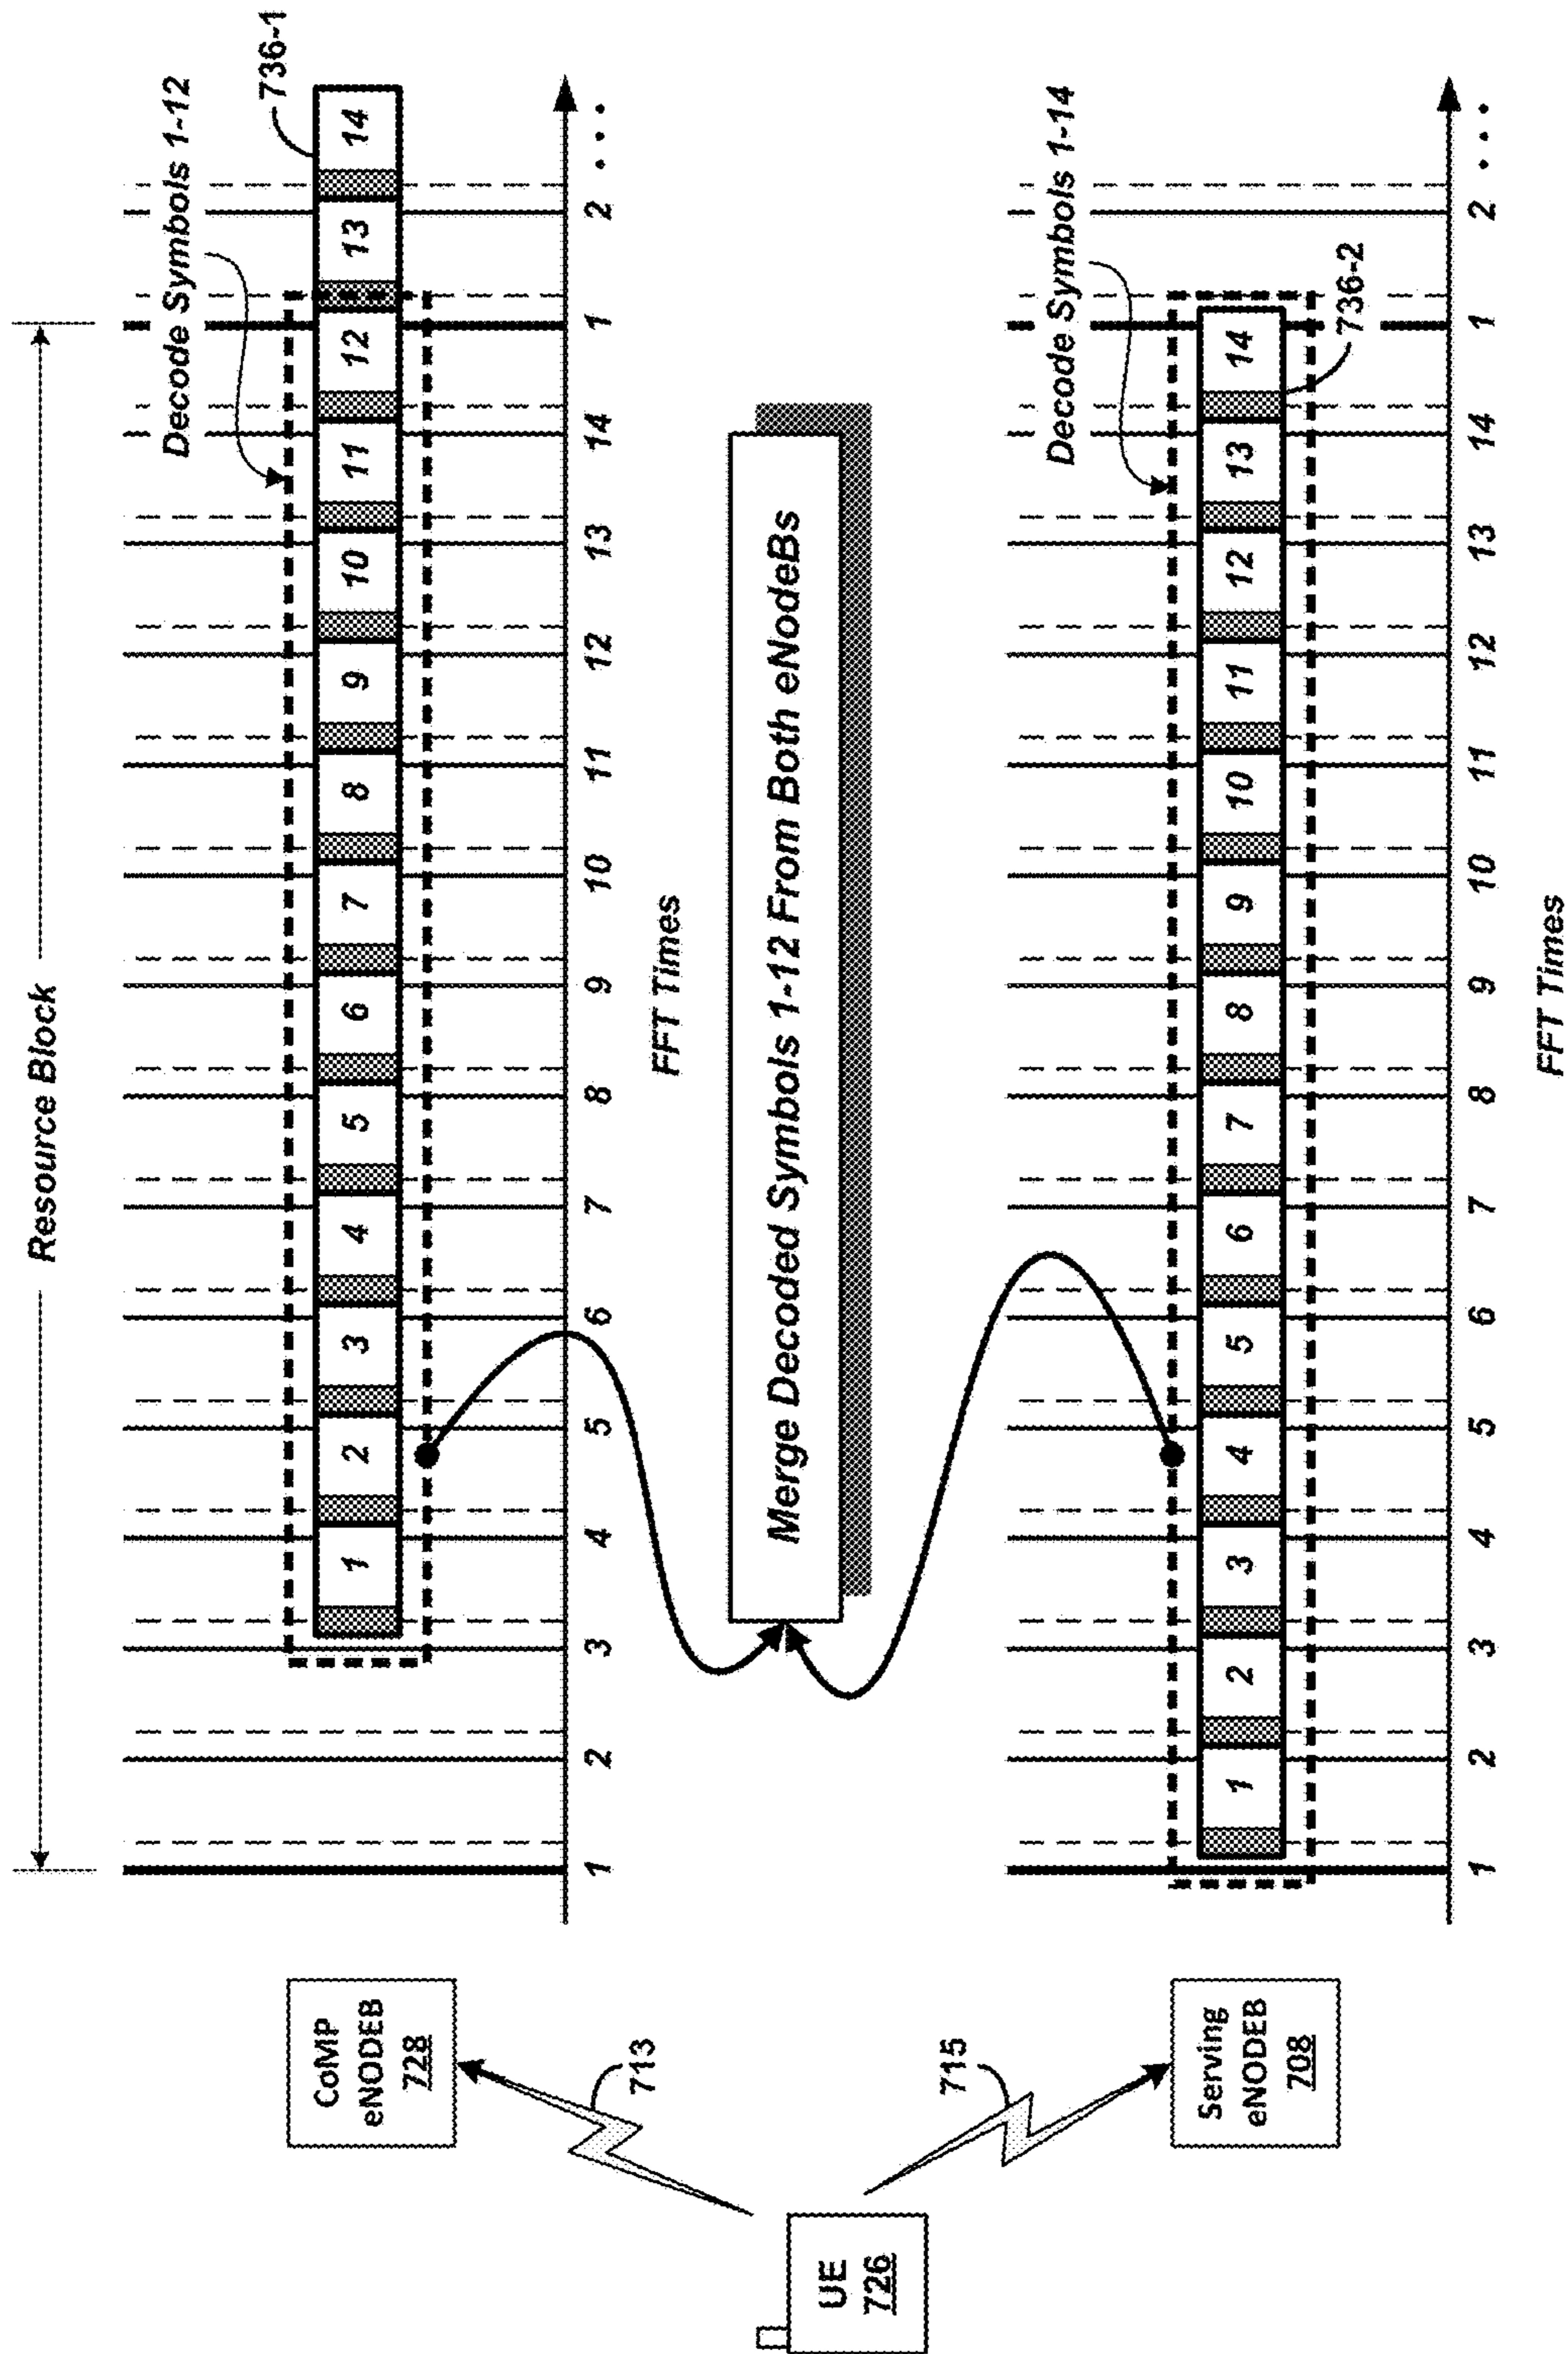 Resource Block
Decode Symbols 1-12
736-1
1 2 3 4 5 6 7 8 9 10 11 12 13 14
1 2 3 4 5 6 7 8 9 10 11 12 13 14 1 2 ...
FFT Times
CoMP
eNODEB
728
713
UE
726
715
Serving
eNODEB
708
Merge Decoded Symbols 1-12 From Both eNodeBs
Decode Symbols 1-14
1 2 3 4 5 6 7 8 9 10 11 12 13 14
736-2
1 2 3 4 5 6 7 8 9 10 11 12 13 14 1 2 ...
FFT Times